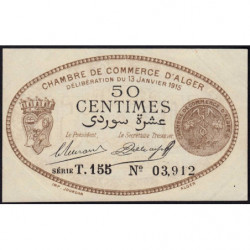 CHAMBRE DE COMMERCE D'ALGER
DÉLIBÉRATION DU 13 JANVIER 1915
50
CENTIMES
عشرة سوردي
Le Président, Le Secrétaire Trésorier,
SÉRIE T.155 Nº 03,912